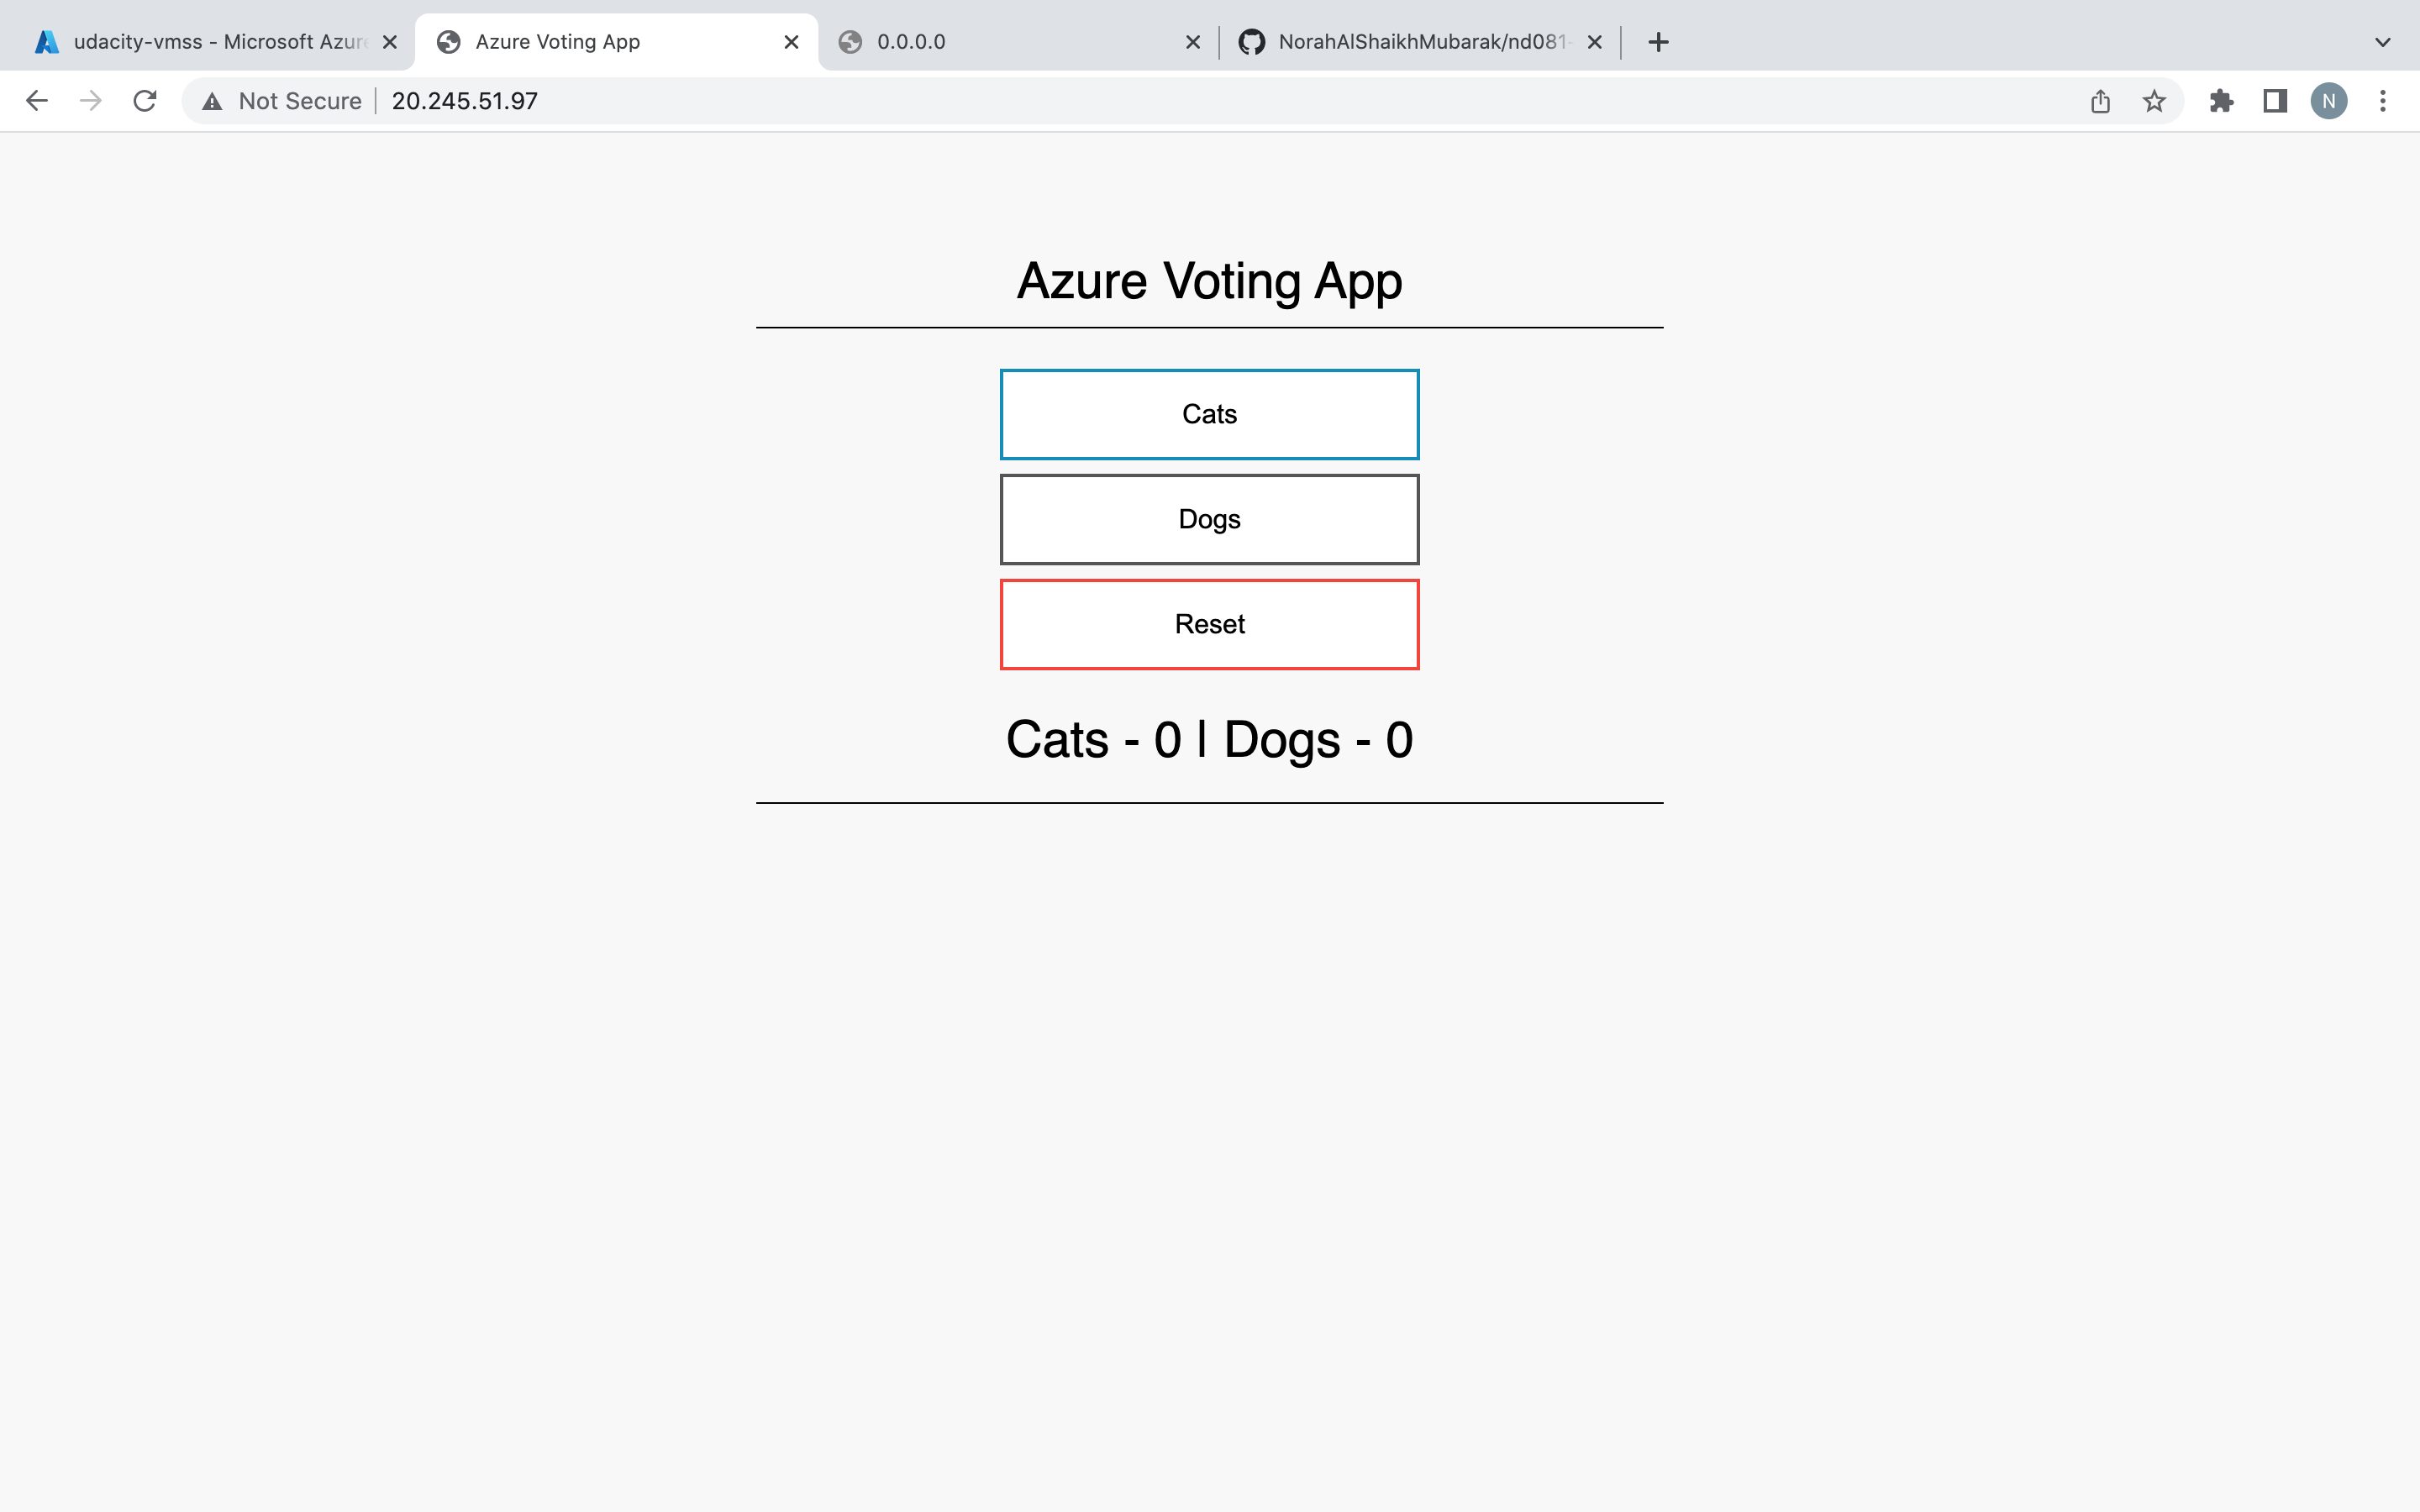 udacity-vmss - Microsoft Azure
Azure Voting App
0.0.0.0
NorahAlShaikhMubarak/nd081-
Not Secure
20.245.51.97
N
Azure Voting App
Cats
Dogs
Reset
Cats - 0 | Dogs - 0